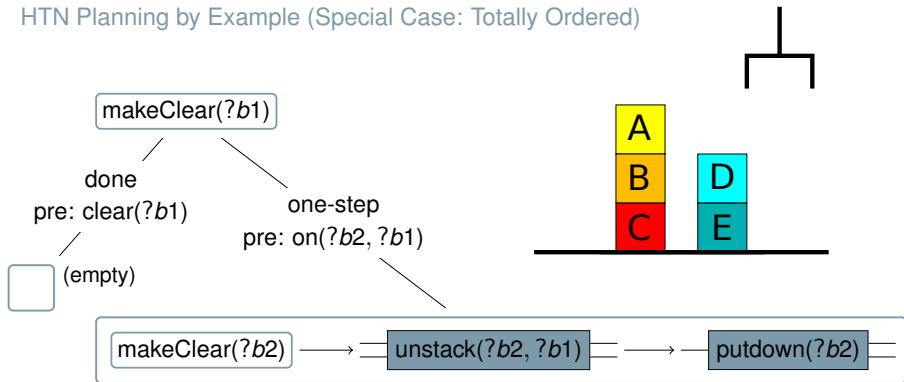 HTN Planning by Example (Special Case: Totally Ordered)
makeClear(?b1)
done
pre: clear(?b1)
(empty)
one-step
pre: on(?b2, ?b1)
makeClear(?b2)
unstack(?b2, ?b1)
putdown(?b2)
A
B
C
D
E